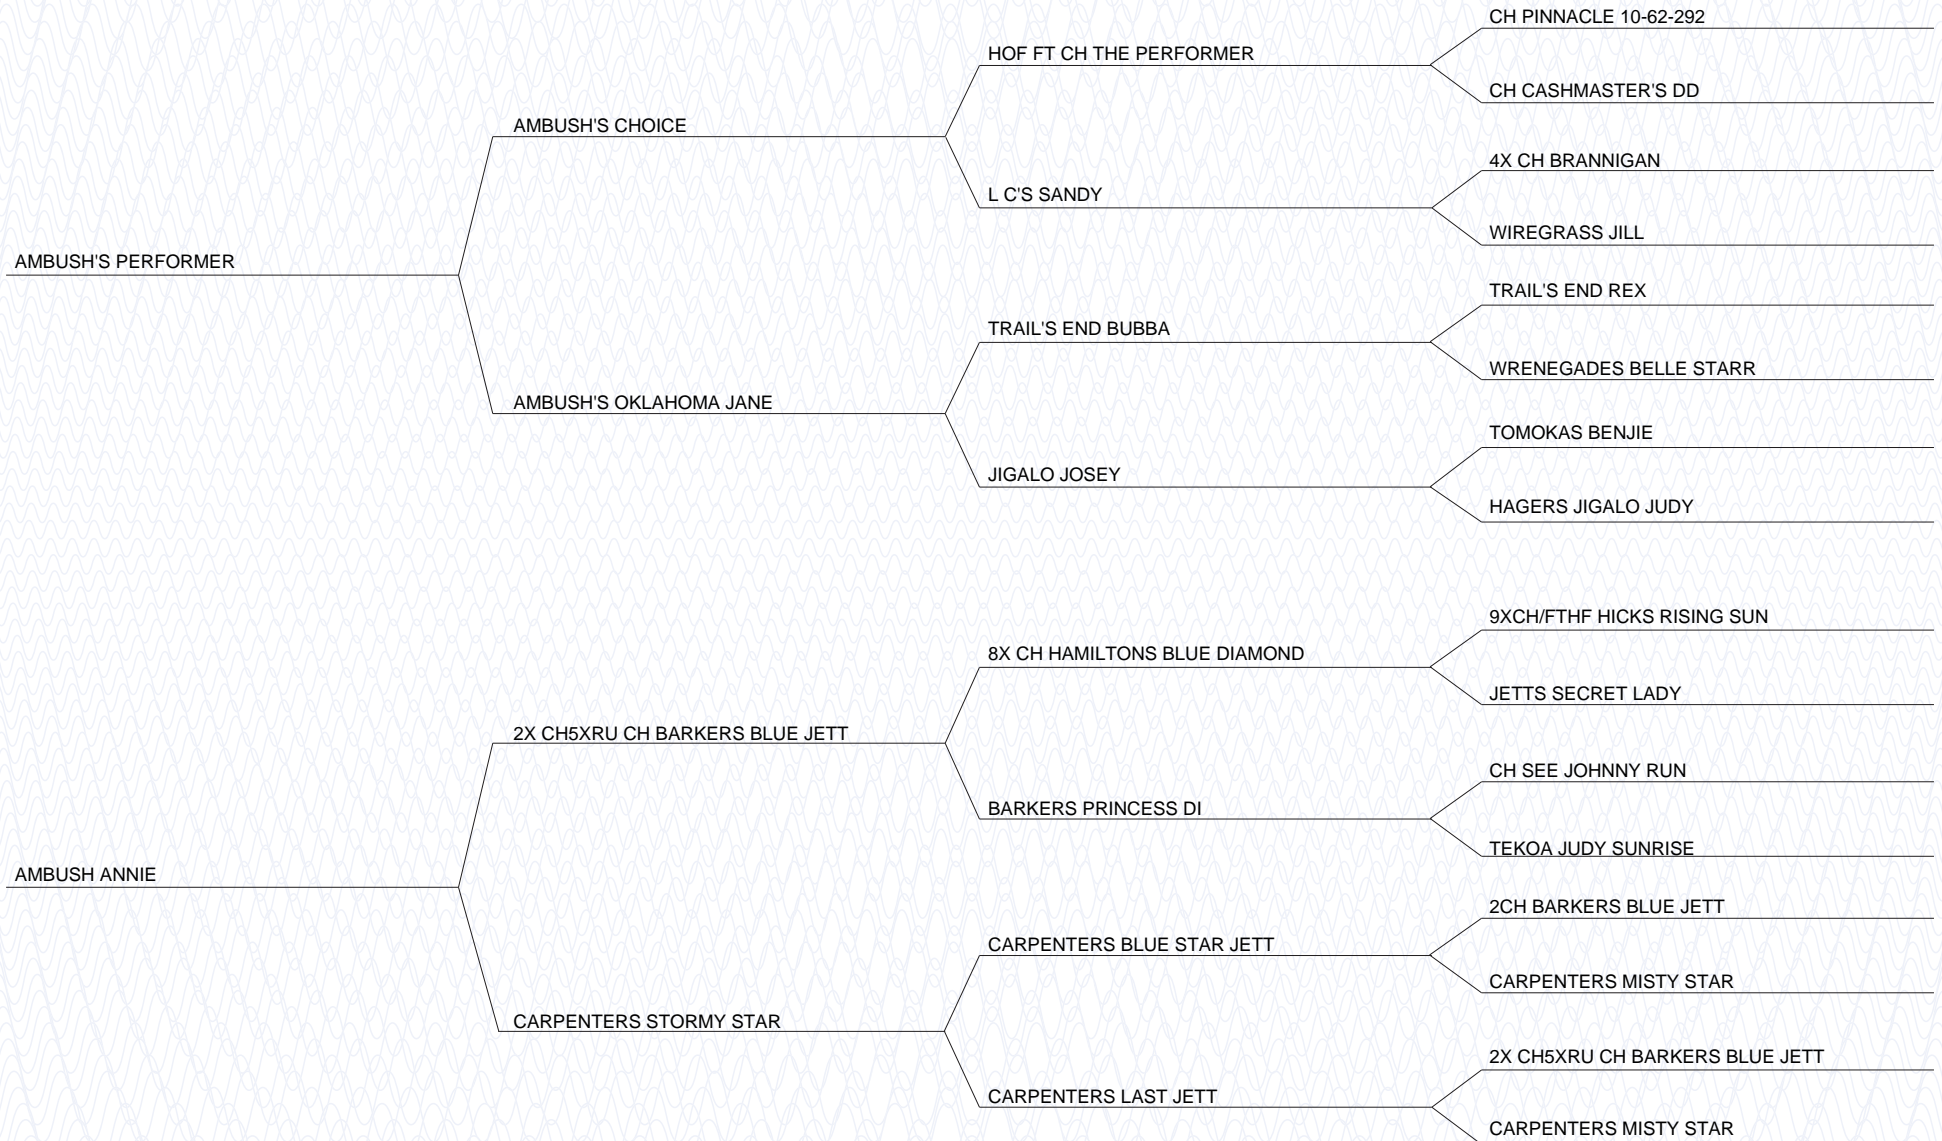 CH PINNACLE 10-62-292
HOF FT CH THE PERFORMER
CH CASHMASTER'S DD
AMBUSH'S CHOICE
4X CH BRANNIGAN
L C'S SANDY
WIREGRASS JILL
AMBUSH'S PERFORMER
TRAIL'S END REX
TRAIL'S END BUBBA
WRENEGADES BELLE STARR
AMBUSH'S OKLAHOMA JANE
TOMOKAS BENJIE
JIGALO JOSEY
HAGERS JIGALO JUDY
9XCH/FTHF HICKS RISING SUN
8X CH HAMILTONS BLUE DIAMOND
JETTS SECRET LADY
2X CH5XRU CH BARKERS BLUE JETT
CH SEE JOHNNY RUN
BARKERS PRINCESS DI
TEKOA JUDY SUNRISE
AMBUSH ANNIE
2CH BARKERS BLUE JETT
CARPENTERS BLUE STAR JETT
CARPENTERS MISTY STAR
CARPENTERS STORMY STAR
2X CH5XRU CH BARKERS BLUE JETT
CARPENTERS LAST JETT
CARPENTERS MISTY STAR